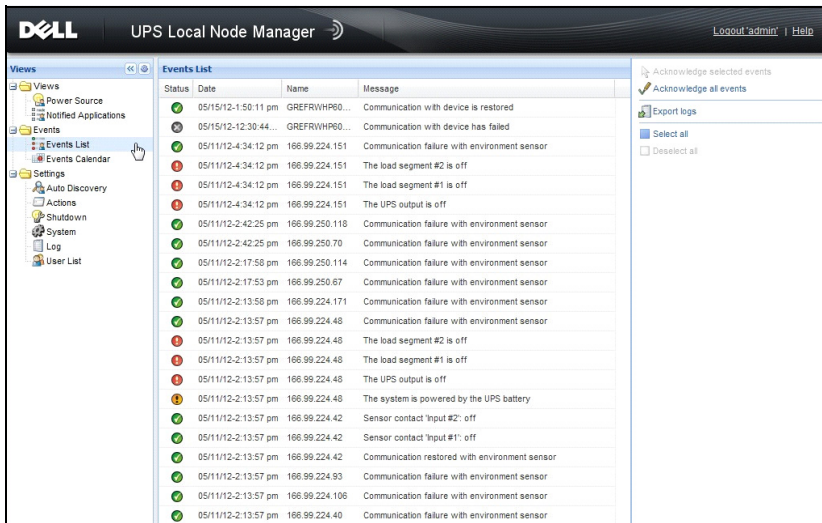 DELL UPS Local Node Manager Logout 'admin' | Help
Views
Views
Power Source
Notified Applications
Events
Events List
Events Calendar
Settings
Auto Discovery
Actions
Shutdown
System
Log
User List
Events List
Status Date Name Message
05/15/12-1:50:11 pm GREFRWHP60... Communication with device is restored
05/15/12-12:30:44... GREFRWHP60... Communication with device has failed
05/11/12-4:34:12 pm 166.99.224.151 Communication failure with environment sensor
05/11/12-4:34:12 pm 166.99.224.151 The load segment #2 is off
05/11/12-4:34:12 pm 166.99.224.151 The load segment #1 is off
05/11/12-4:34:12 pm 166.99.224.151 The UPS output is off
05/11/12-2:42:25 pm 166.99.250.118 Communication failure with environment sensor
05/11/12-2:42:25 pm 166.99.250.70 Communication failure with environment sensor
05/11/12-2:17:58 pm 166.99.250.114 Communication failure with environment sensor
05/11/12-2:17:53 pm 166.99.250.67 Communication failure with environment sensor
05/11/12-2:13:58 pm 166.99.224.171 Communication failure with environment sensor
05/11/12-2:13:57 pm 166.99.224.48 Communication failure with environment sensor
05/11/12-2:13:57 pm 166.99.224.48 The load segment #2 is off
05/11/12-2:13:57 pm 166.99.224.48 The load segment #1 is off
05/11/12-2:13:57 pm 166.99.224.48 The UPS output is off
05/11/12-2:13:57 pm 166.99.224.48 The system is powered by the UPS battery
05/11/12-2:13:57 pm 166.99.224.42 Sensor contact 'Input #2': off
05/11/12-2:13:57 pm 166.99.224.42 Sensor contact 'Input #1': off
05/11/12-2:13:57 pm 166.99.224.42 Communication restored with environment sensor
05/11/12-2:13:57 pm 166.99.224.93 Communication failure with environment sensor
05/11/12-2:13:57 pm 166.99.224.106 Communication failure with environment sensor
05/11/12-2:13:57 pm 166.99.224.40 Communication failure with environment sensor
Acknowledge selected events
Acknowledge all events
Export logs
Select all
Deselect all